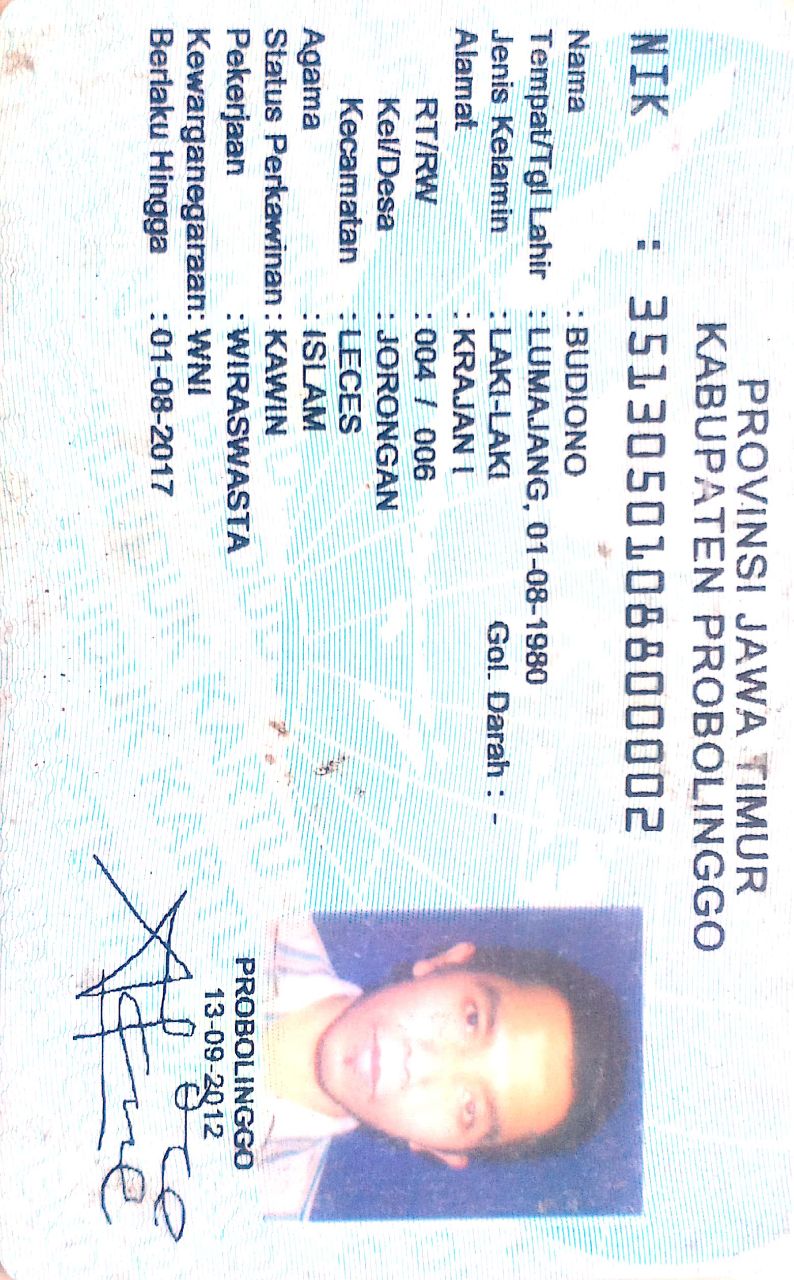 PROVINSI JAWA TIMUR
KABUPATEN PROBOLINGGO
NIK : 3513050108800002
Nama : BUDIONO
Tempat/Tgl Lahir : LUMAJANG, 01-08-1980
Jenis Kelamin : LAKI-LAKI Gol. Darah : -
Alamat : KRAJAN I
RT/RW : 004 / 006
Kel/Desa : JORONGAN
Kecamatan : LECES
Agama : ISLAM
Status Perkawinan : KAWIN
Pekerjaan : WIRASWASTA
Kewarganegaraan: WNI
Berlaku Hingga : 01-08-2017
PROBOLINGGO
13-09-2012